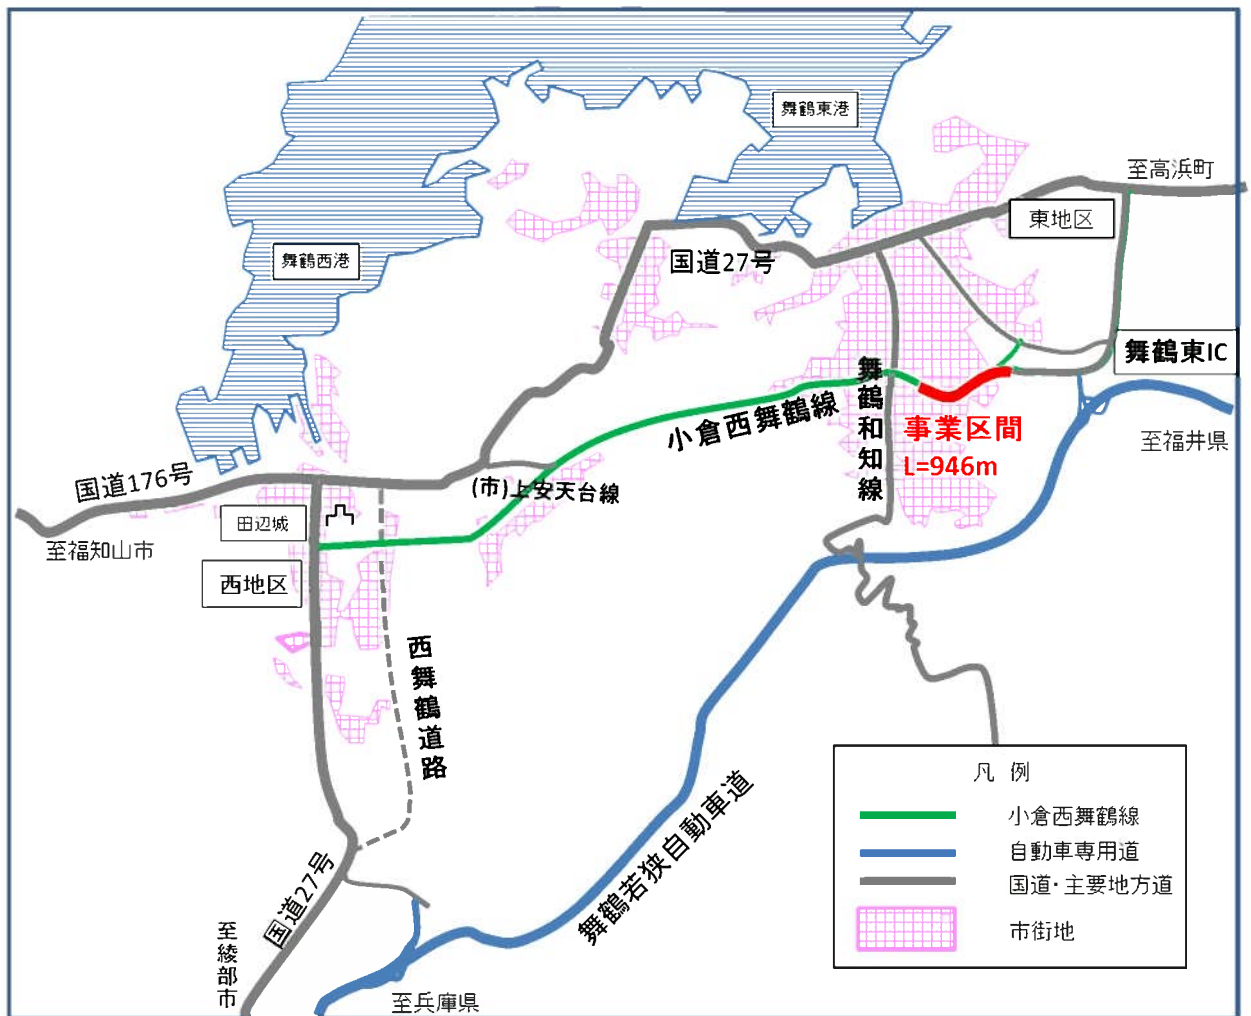 舞鶴東港
至高浜町
東地区
舞鶴西港
国道27号
舞鶴東IC
舞鶴和知線
小倉西舞鶴線
事業区間
L=946m
至福井県
国道176号
(市)上安天台線
田辺城
至福知山市
西地区
西舞鶴道路
舞鶴若狭自動車道
国道27号
至綾部市
至兵庫県
凡 例
小倉西舞鶴線
自動車専用道
国道・主要地方道
市街地